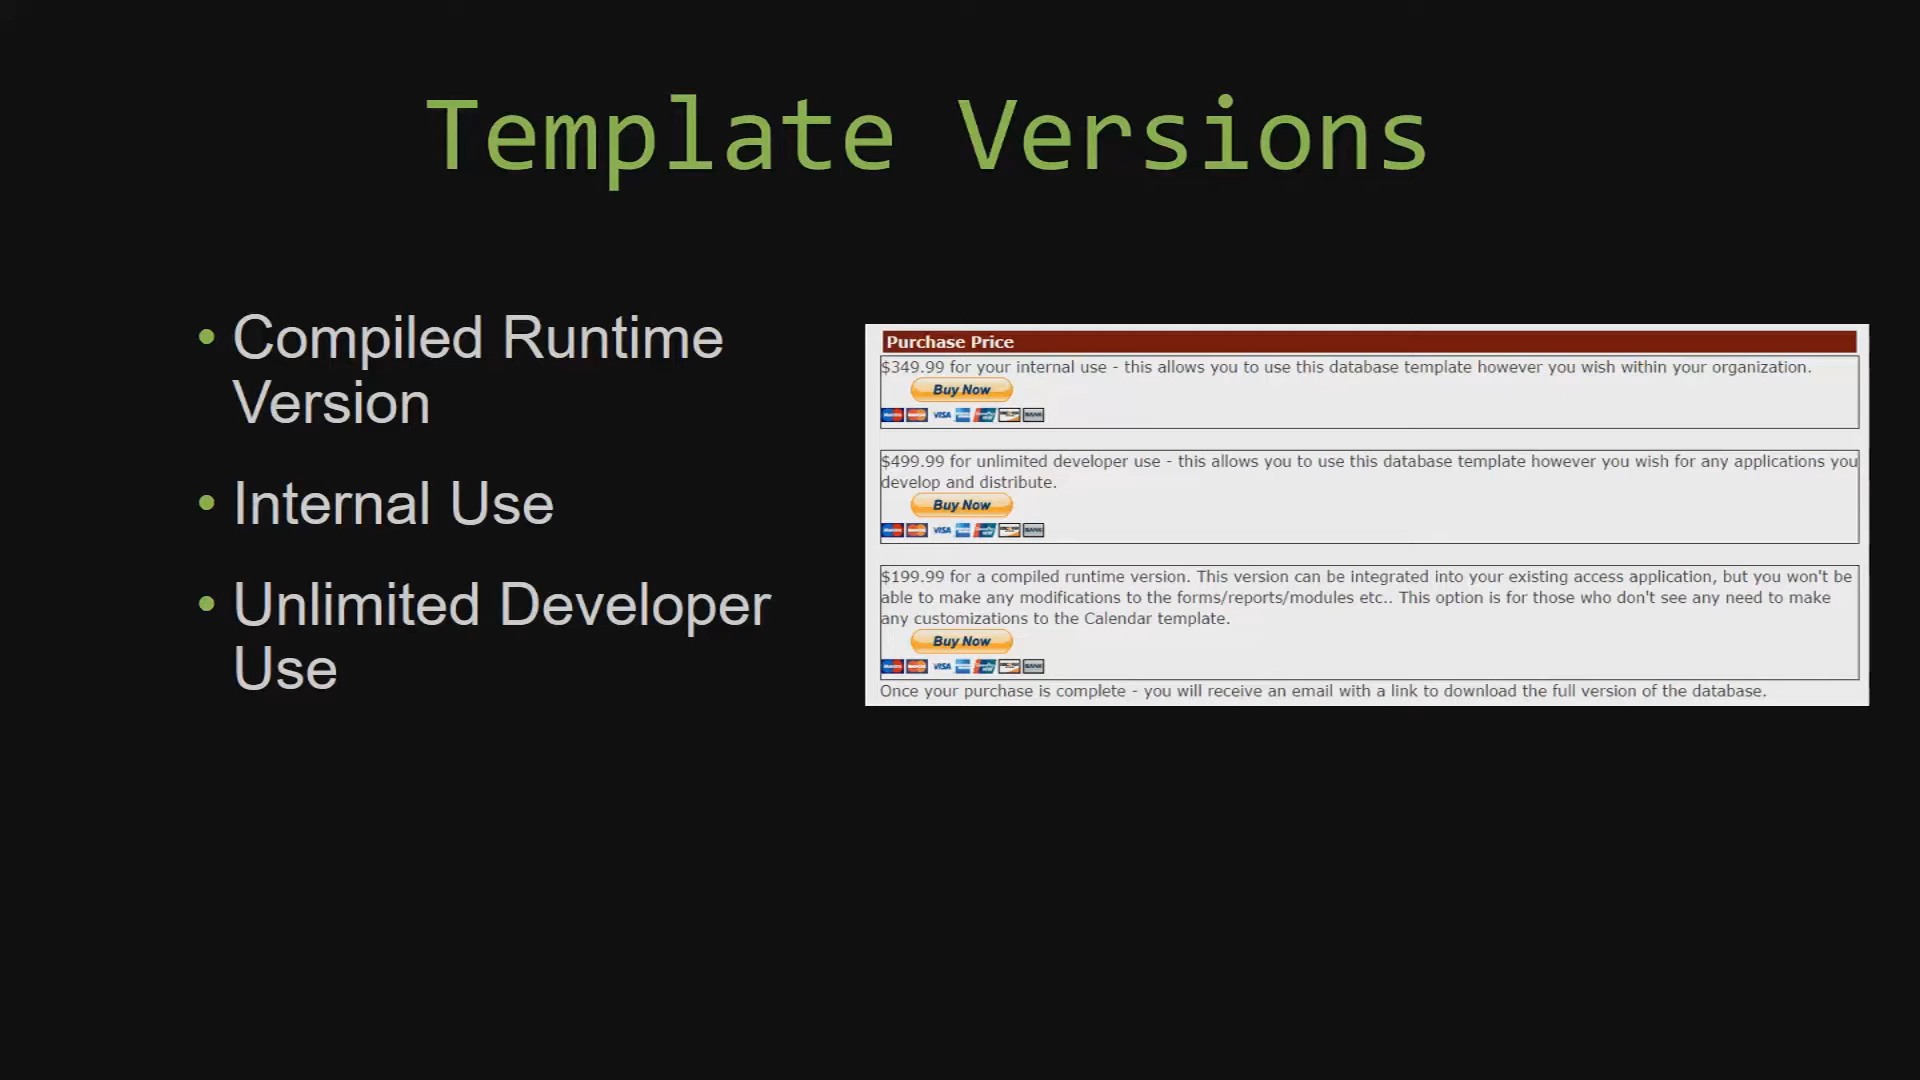 Template Versions
• Compiled Runtime
Version
• Internal Use
• Unlimited Developer
Use
Purchase Price
$349.99 for your internal use - this allows you to use this database template however you wish within your organization.
Buy Now
VISA
$499.99 for unlimited developer use - this allows you to use this database template however you wish for any applications you
develop and distribute.
Buy Now
VISA
$199.99 for a compiled runtime version. This version can be integrated into your existing access application, but you won't be
able to make any modifications to the forms/reports/modules etc.. This option is for those who don't see any need to make
any customizations to the Calendar template.
Buy Now
VISA
Once your purchase is complete - you will receive an email with a link to download the full version of the database.